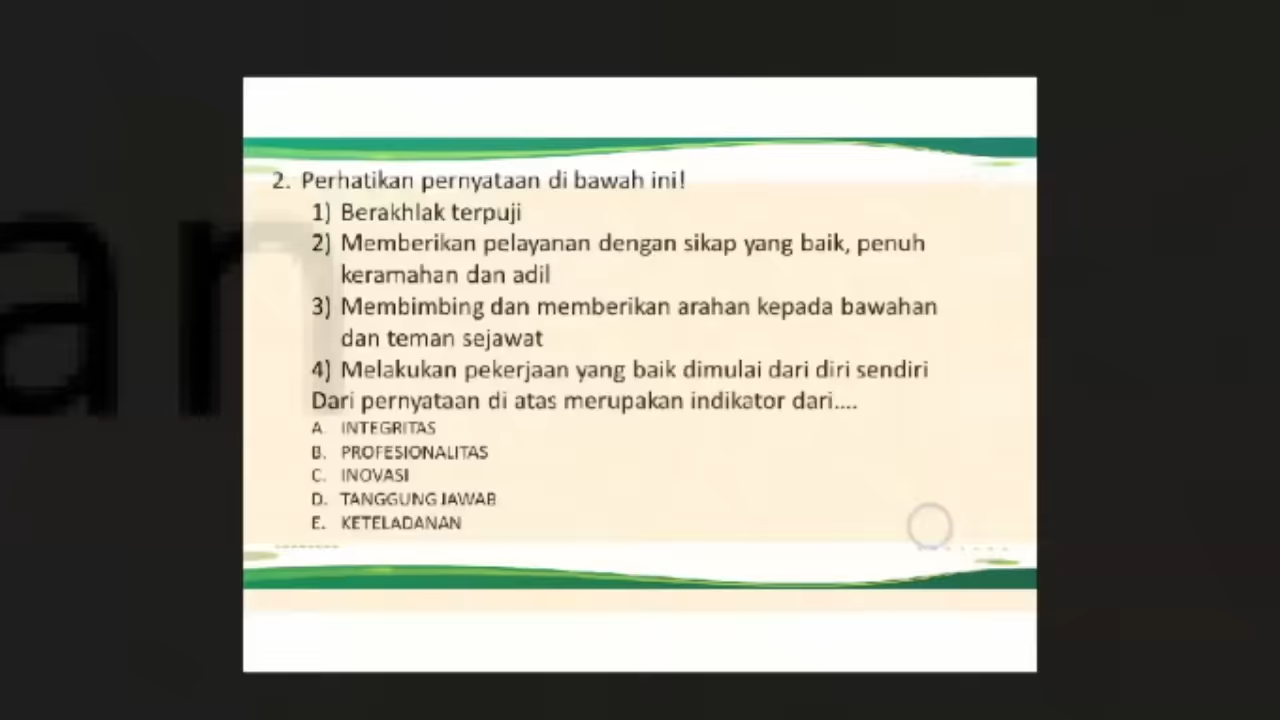 an
2. Perhatikan pernyataan di bawah ini!
1) Berakhlak terpuji
2) Memberikan pelayanan dengan sikap yang baik, penuh
keramahan dan adil
3) Membimbing dan memberikan arahan kepada bawahan
dan teman sejawat
4) Melakukan pekerjaan yang baik dimulai dari diri sendiri
Dari pernyataan di atas merupakan indikator dari....
A. INTEGRITAS
B. PROFESIONALITAS
C. INOVASI
D. TANGGUNG JAWAB
E. KETELADANAN